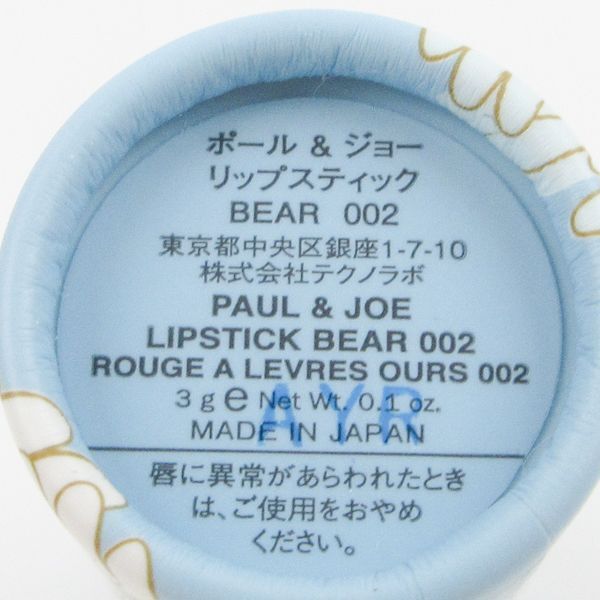 ポール & ジョー
リップスティック
BEAR 002
東京都中央区銀座1-7-10
株式会社テクノラボ
PAUL & JOE
LIPSTICK BEAR 002
ROUGE A LEVRES OURS 002
3 g e Net Wt. 0.1 oz.
AYR
MADE IN JAPAN
唇に異常があらわれたとき
は、ご使用をおやめ
ください。